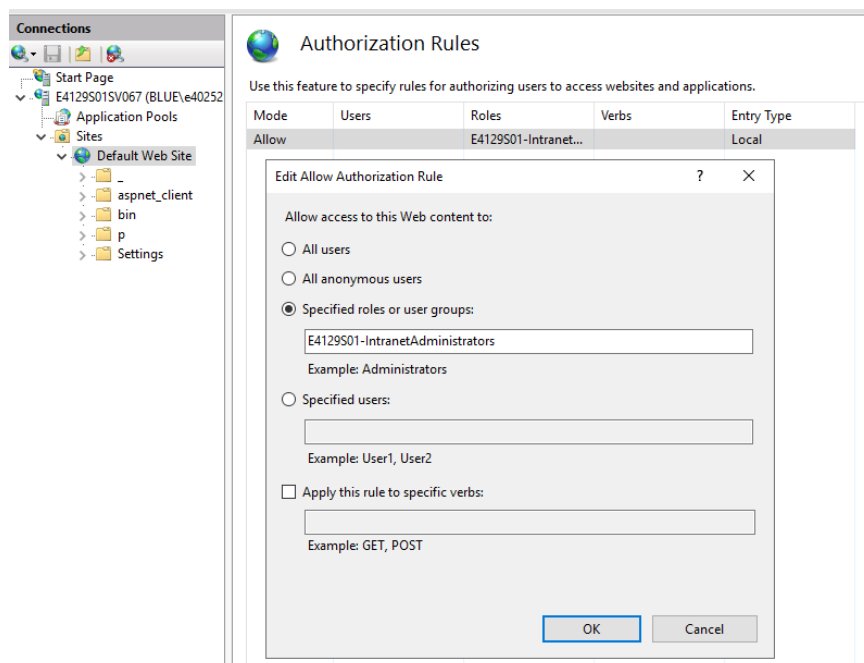 Connections
Start Page
E4129S01SV067 (BLUE\e40252
Application Pools
Sites
Default Web Site
_
aspnet_client
bin
p
Settings
Authorization Rules
Use this feature to specify rules for authorizing users to access websites and applications.
Mode Users Roles Verbs Entry Type
Allow E4129S01-Intranet... Local
Edit Allow Authorization Rule ?
Allow access to this Web content to:
All users
All anonymous users
Specified roles or user groups:
E4129S01-IntranetAdministrators
Example: Administrators
Specified users:
Example: User1, User2
Apply this rule to specific verbs:
Example: GET, POST
OK Cancel